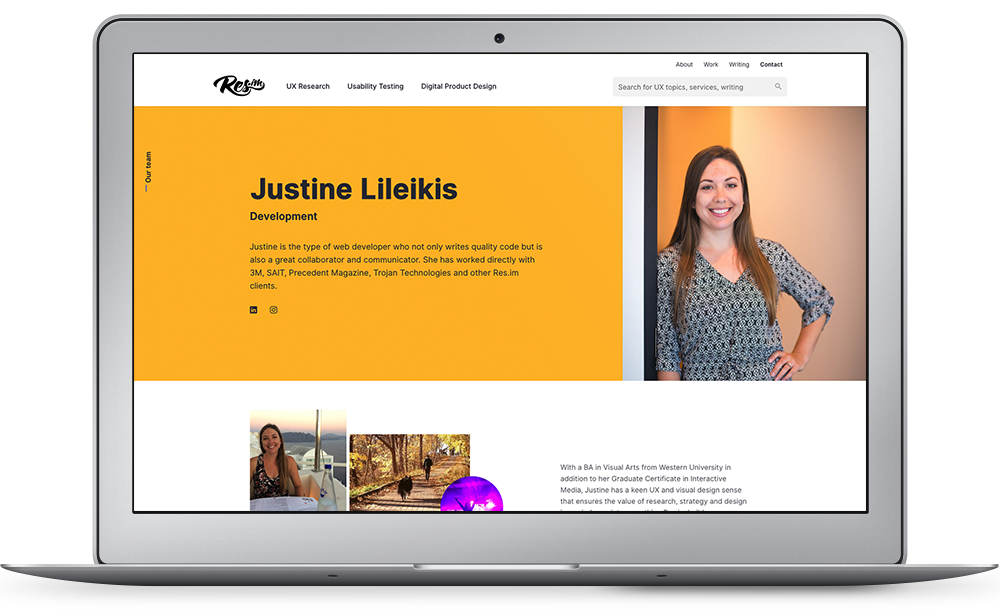 About Work Writing Contact
Res.im
UX Research Usability Testing Digital Product Design
Search for UX topics, services, writing
Our team
Justine Lileikis
Development
Justine is the type of web developer who not only writes quality code but is
also a great collaborator and communicator. She has worked directly with
3M, SAIT, Precedent Magazine, Trojan Technologies and other Res.im
clients.
in
With a BA in Visual Arts from Western University in
addition to her Graduate Certificate in Interactive
Media, Justine has a keen UX and visual design sense
that ensures the value of research, strategy and design